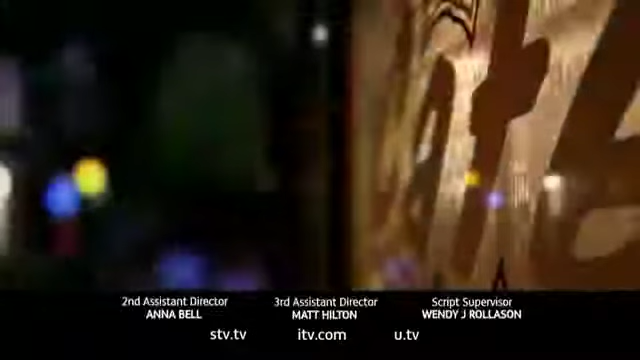 2nd Assistant Director 3rd Assistant Director Script Supervisor
ANNA BELL MATT HILTON WENDY J ROLLASON
stv.tv itv.com u.tv